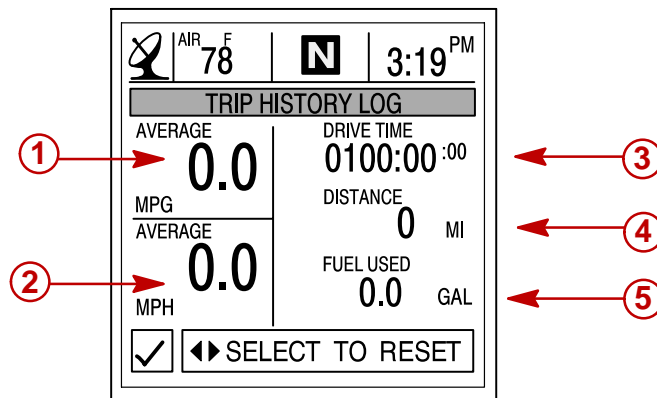 AIR 78 F N 3:19 PM
TRIP HISTORY LOG
AVERAGE
0.0
MPG
AVERAGE
0.0
MPH
DRIVE TIME
0100:00 :00
DISTANCE
0 MI
FUEL USED
0.0 GAL
SELECT TO RESET
1
2
3
4
5